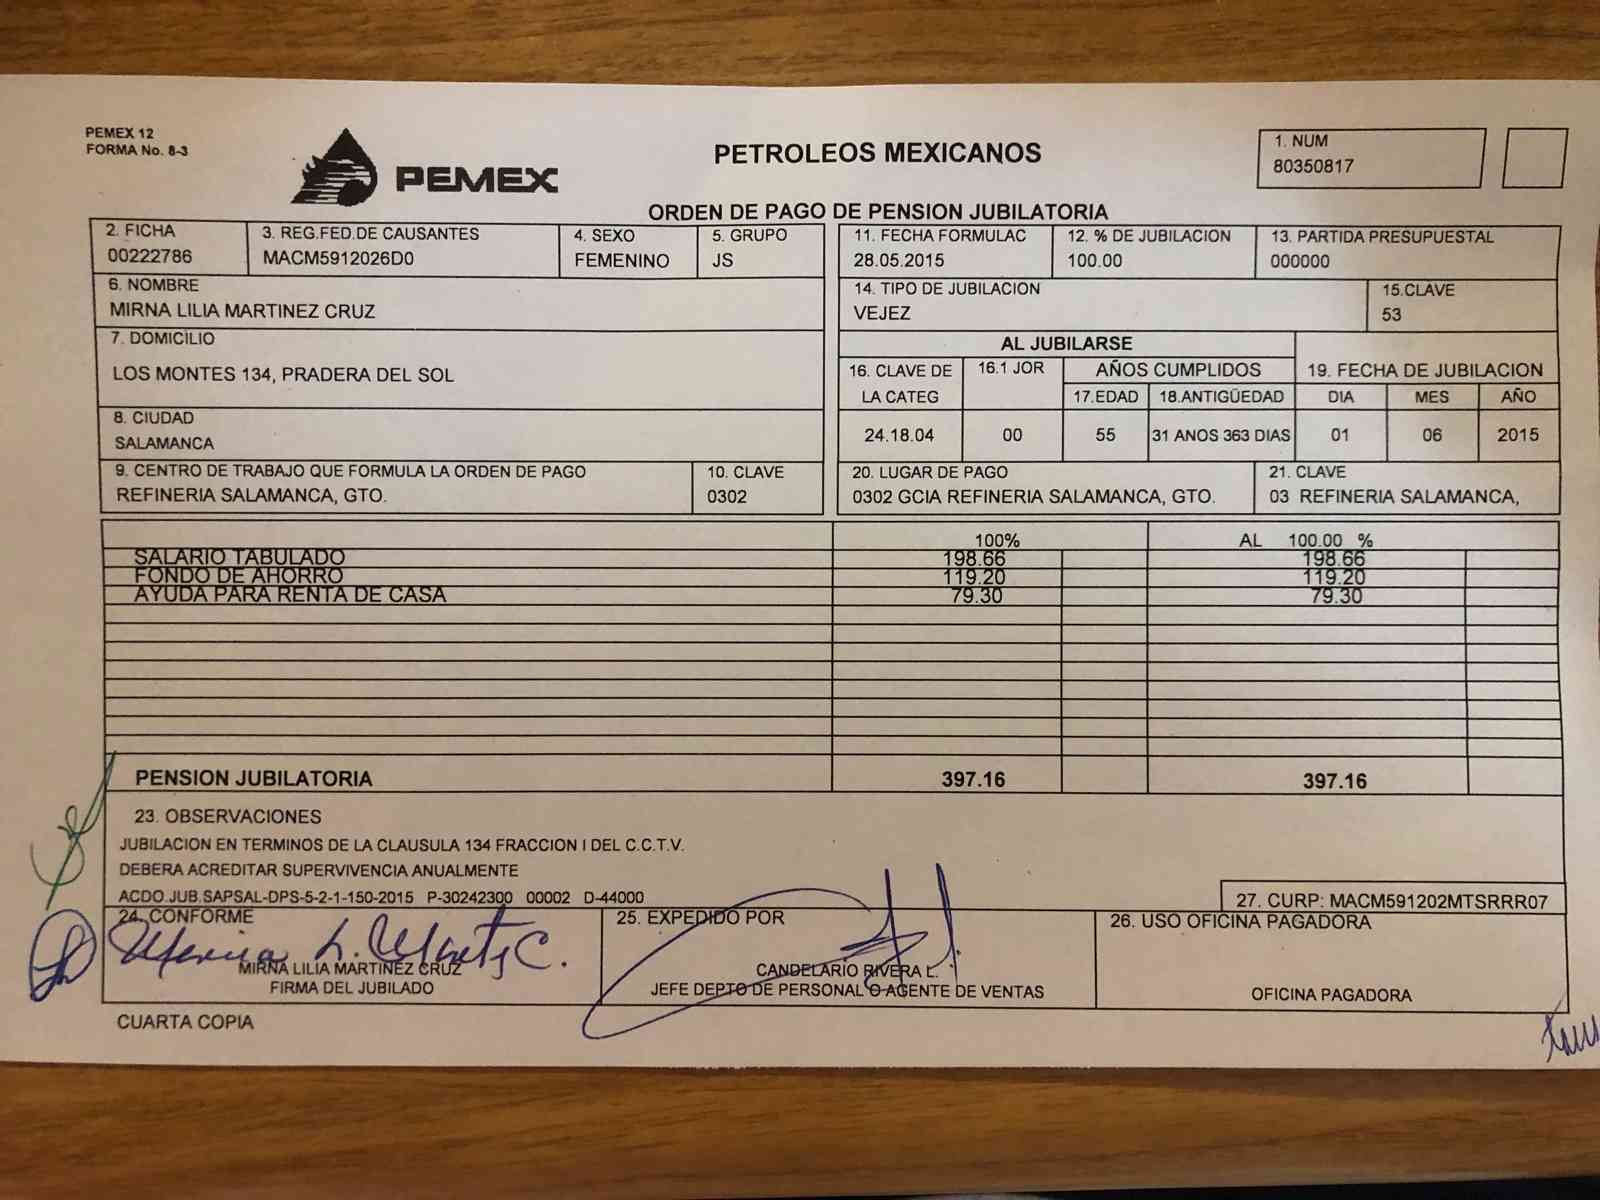 PEMEX 12
FORMA No. 8-3
PEMEX
PETROLEOS MEXICANOS
1. NUM
80350817
ORDEN DE PAGO DE PENSION JUBILATORIA
2. FICHA
00222786
3. REG.FED.DE CAUSANTES
MACM5912026D0
4. SEXO
FEMENINO
5. GRUPO
JS
6. NOMBRE
MIRNA LILIA MARTINEZ CRUZ
7. DOMICILIO
LOS MONTES 134, PRADERA DEL SOL
8. CIUDAD
SALAMANCA
9. CENTRO DE TRABAJO QUE FORMULA LA ORDEN DE PAGO
REFINERIA SALAMANCA, GTO.
10. CLAVE
0302
11. FECHA FORMULAC
28.05.2015
12. % DE JUBILACION
100.00
13. PARTIDA PRESUPUESTAL
000000
14. TIPO DE JUBILACION
VEJEZ
15.CLAVE
53
AL JUBILARSE
16. CLAVE DE
LA CATEG
24.18.04
16.1 JOR
00
AÑOS CUMPLIDOS
17.EDAD
55
18.ANTIGÜEDAD
31 ANOS 363 DIAS
19. FECHA DE JUBILACION
DIA MES AÑO
01 06 2015
20. LUGAR DE PAGO
0302 GCIA REFINERIA SALAMANCA, GTO.
21. CLAVE
03 REFINERIA SALAMANCA,
100% AL 100.00 %
SALARIO TABULADO 198.66 198.66
FONDO DE AHORRO 119.20 119.20
AYUDA PARA RENTA DE CASA 79.30 79.30
PENSION JUBILATORIA 397.16 397.16
23. OBSERVACIONES
JUBILACION EN TERMINOS DE LA CLAUSULA 134 FRACCION I DEL C.C.T.V.
DEBERA ACREDITAR SUPERVIVENCIA ANUALMENTE
ACDO.JUB.SAPSAL-DPS-5-2-1-150-2015 P-30242300 00002 D-44000
27. CURP: MACM591202MTSRRR07
24. CONFORME
MIRNA LILIA MARTINEZ CRUZ
FIRMA DEL JUBILADO
25. EXPEDIDO POR
CANDELARIO RIVERA L.
JEFE DEPTO DE PERSONAL O AGENTE DE VENTAS
26. USO OFICINA PAGADORA
OFICINA PAGADORA
CUARTA COPIA